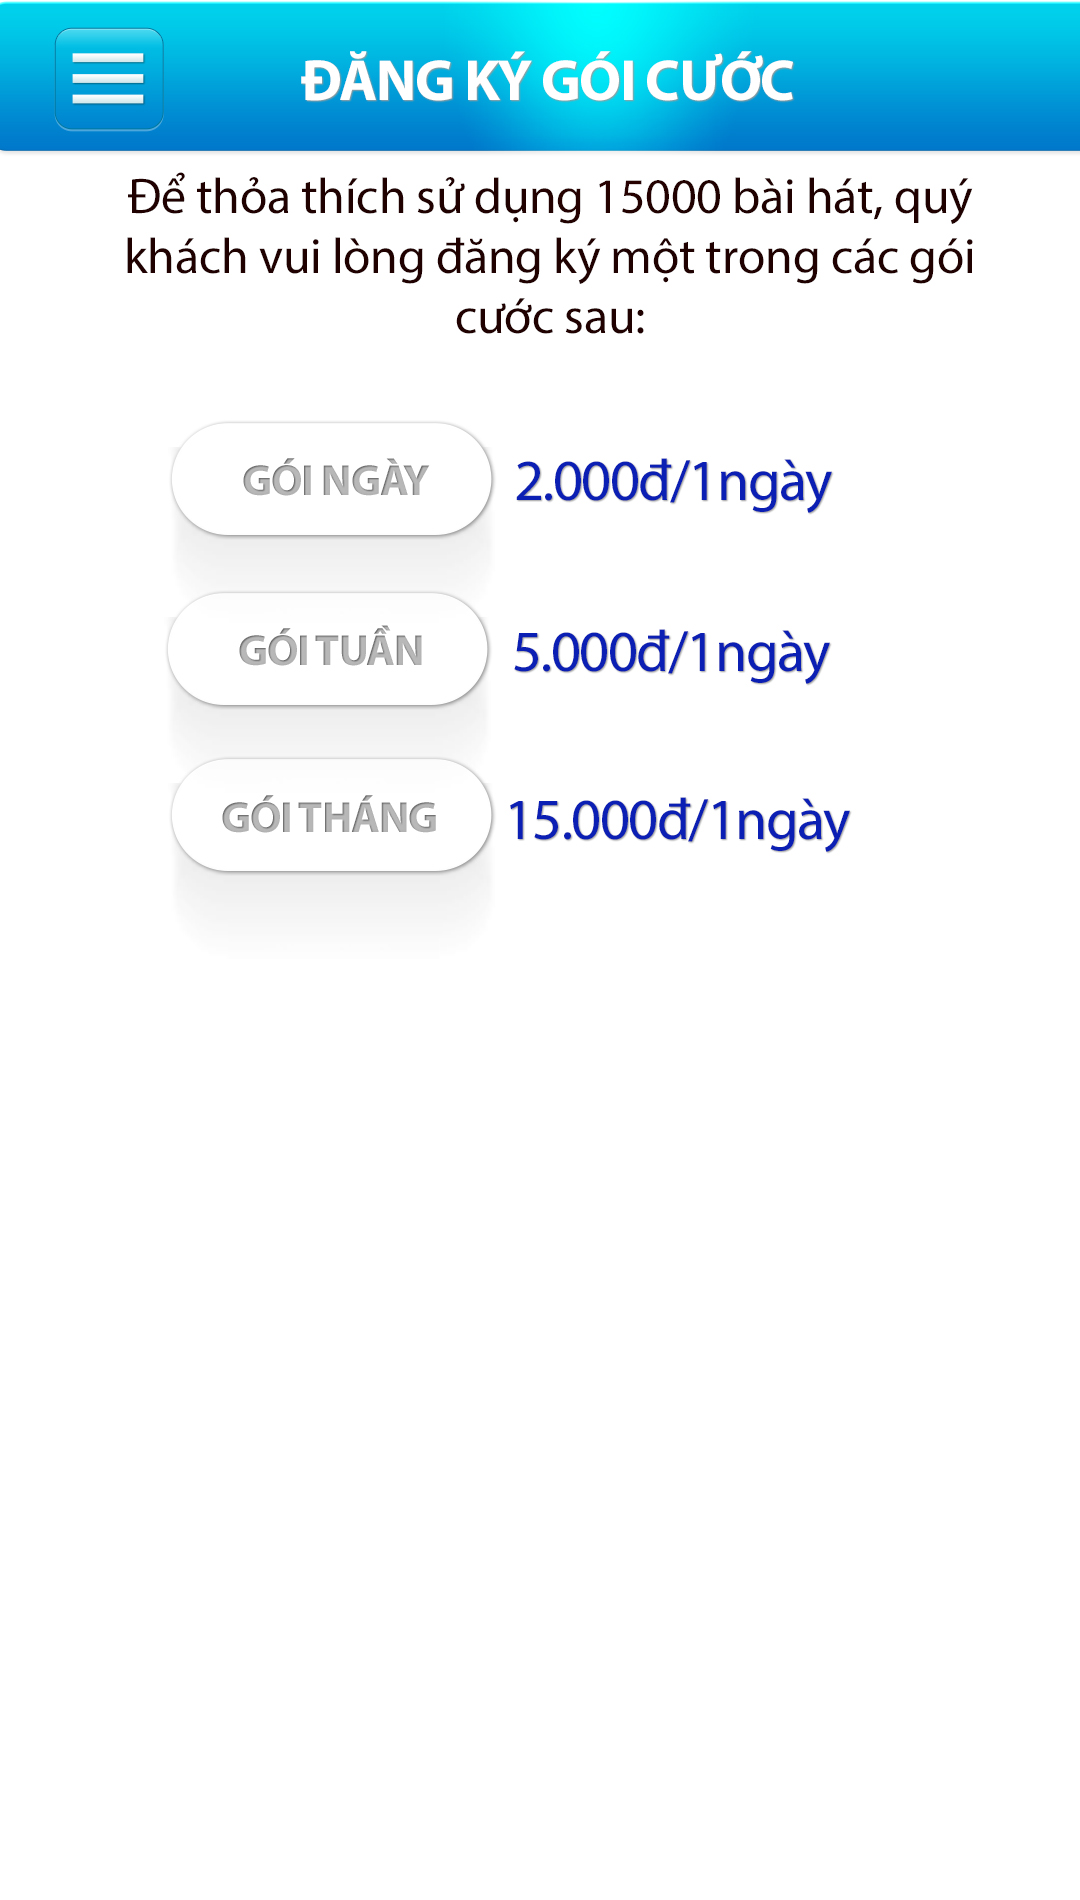 ĐĂNG KÝ GÓI CƯỚC
Để thỏa thích sử dụng 15000 bài hát, quý
khách vui lòng đăng ký một trong các gói
cước sau:
GÓI NGÀY 2.000đ/1ngày
GÓI TUẦN 5.000đ/1ngày
GÓI THÁNG 15.000đ/1ngày